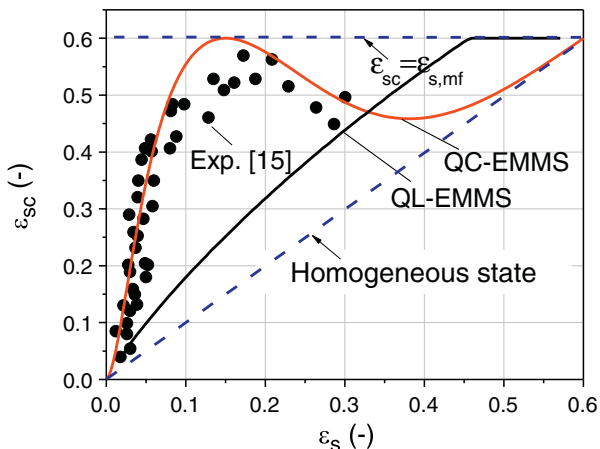 0.6
0.5
0.4
0.3
0.2
0.1
0.0
εsc (-)
εsc=εs,mf
Exp. [15]
QC-EMMS
QL-EMMS
Homogeneous state
0.0 0.1 0.2 0.3 0.4 0.5 0.6
εs (-)